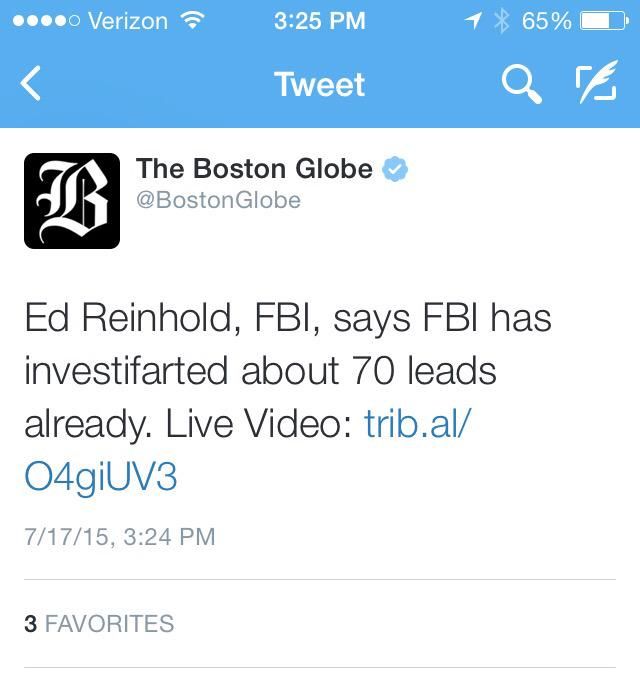 Verizon 3:25 PM 65%
Tweet
B
The Boston Globe
@BostonGlobe
Ed Reinhold, FBI, says FBI has
investifarted about 70 leads
already. Live Video: trib.al/
O4giUV3
7/17/15, 3:24 PM
3 FAVORITES